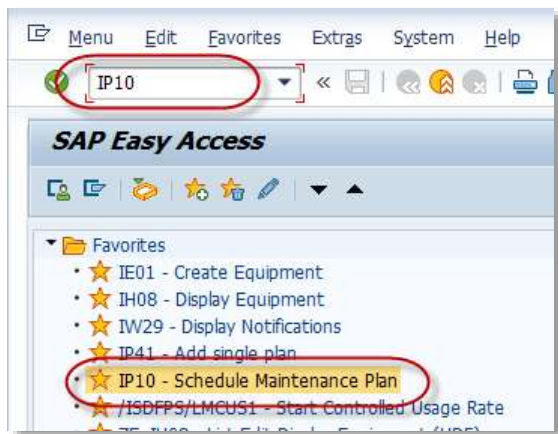 Menu Edit Favorites Extras System Help
IP10
SAP Easy Access
Favorites
IE01 - Create Equipment
IH08 - Display Equipment
IW29 - Display Notifications
IP41 - Add single plan
IP10 - Schedule Maintenance Plan
/ISDFPS/LMCUS1 - Start Controlled Usage Rate